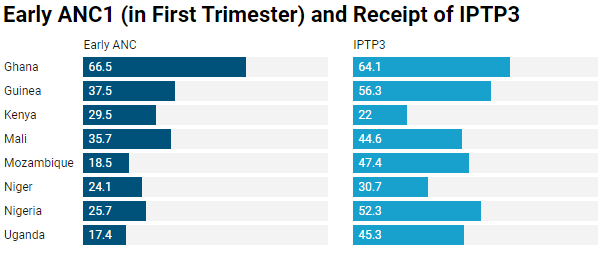 Early ANC1 (in First Trimester) and Receipt of IPTP3
Early ANC IPTP3
Ghana 66.5 64.1
Guinea 37.5 56.3
Kenya 29.5 22
Mali 35.7 44.6
Mozambique 18.5 47.4
Niger 24.1 30.7
Nigeria 25.7 52.3
Uganda 17.4 45.3